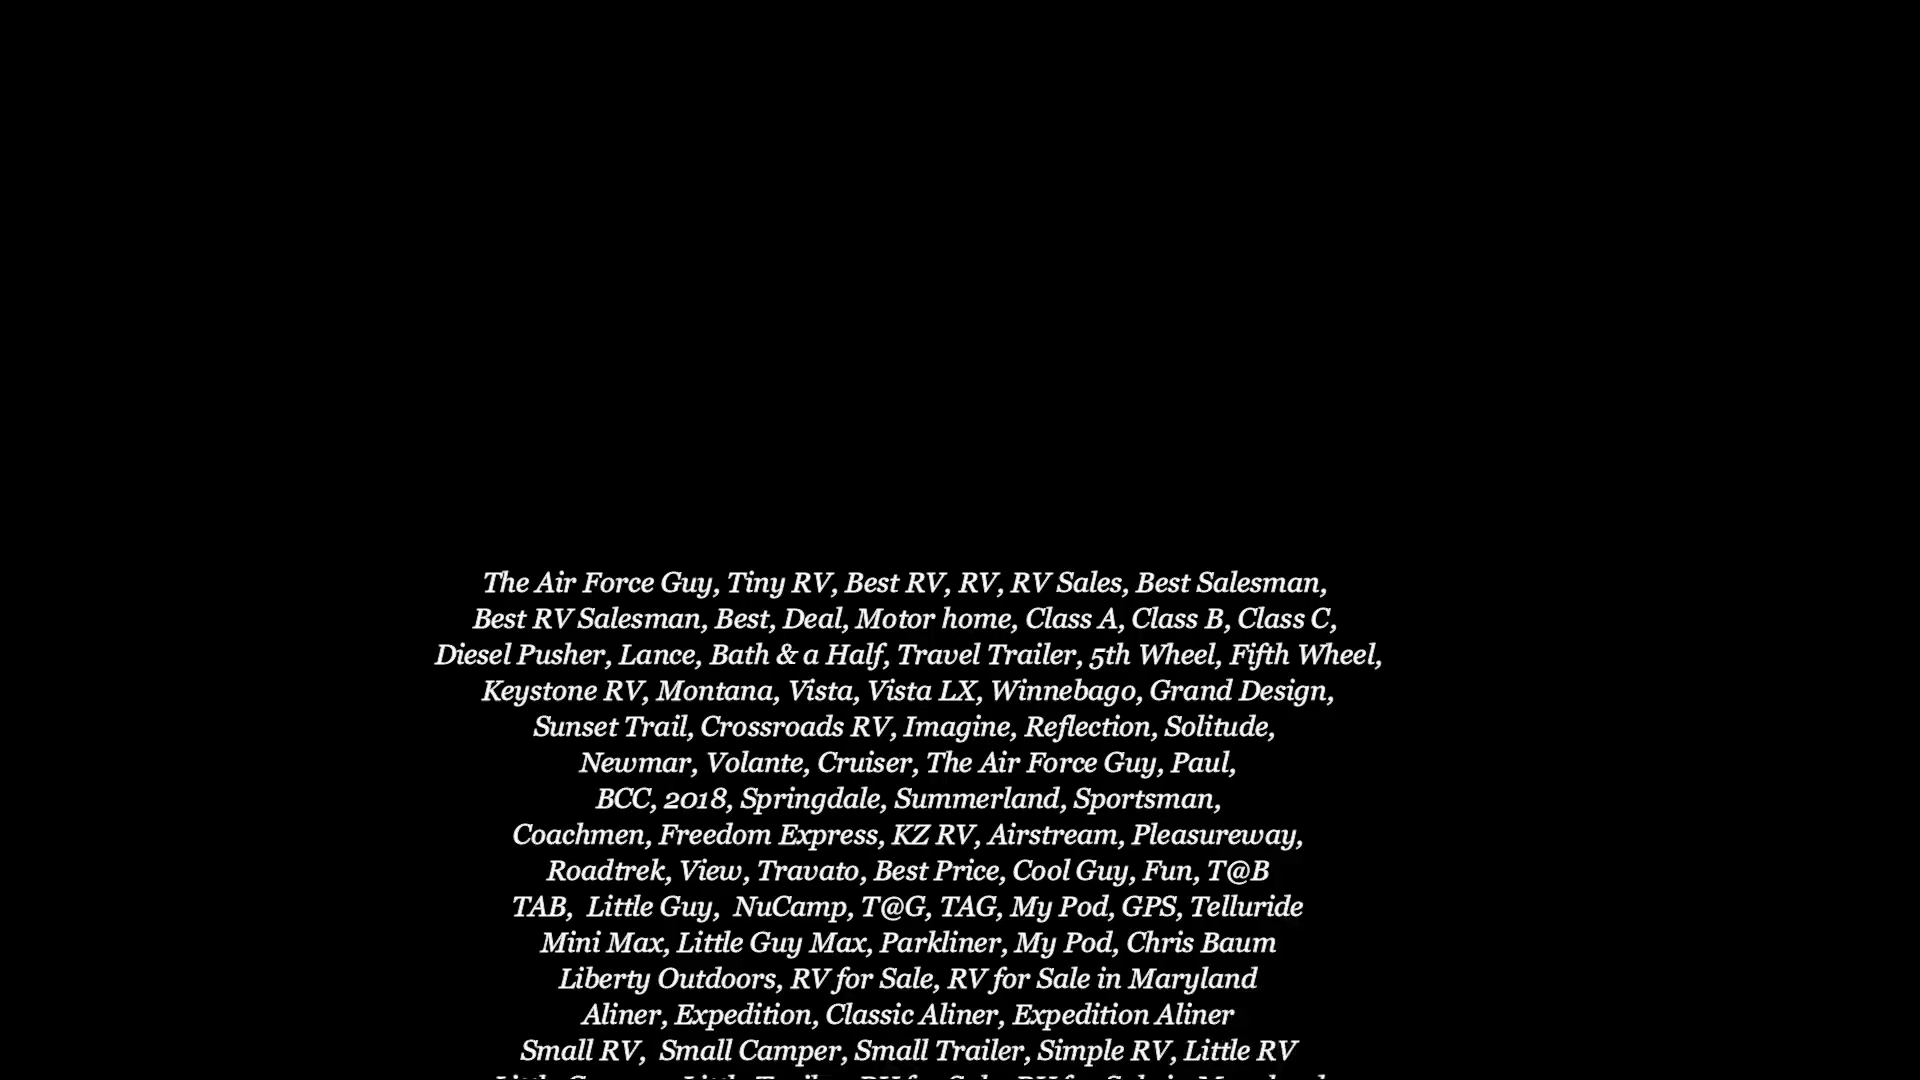 The Air Force Guy, Tiny RV, Best RV, RV, RV Sales, Best Salesman,
Best RV Salesman, Best, Deal, Motor home, Class A, Class B, Class C,
Diesel Pusher, Lance, Bath & a Half, Travel Trailer, 5th Wheel, Fifth Wheel,
Keystone RV, Montana, Vista, Vista LX, Winnebago, Grand Design,
Sunset Trail, Crossroads RV, Imagine, Reflection, Solitude,
Newmar, Volante, Cruiser, The Air Force Guy, Paul,
BCC, 2018, Springdale, Summerland, Sportsman,
Coachmen, Freedom Express, KZ RV, Airstream, Pleasureway,
Roadtrek, View, Travato, Best Price, Cool Guy, Fun, T@B
TAB,  Little Guy,  NuCamp, T@G, TAG, My Pod, GPS, Telluride
Mini Max, Little Guy Max, Parkliner, My Pod, Chris Baum
Liberty Outdoors, RV for Sale, RV for Sale in Maryland
Aliner, Expedition, Classic Aliner, Expedition Aliner
Small RV,  Small Camper, Small Trailer, Simple RV, Little RV